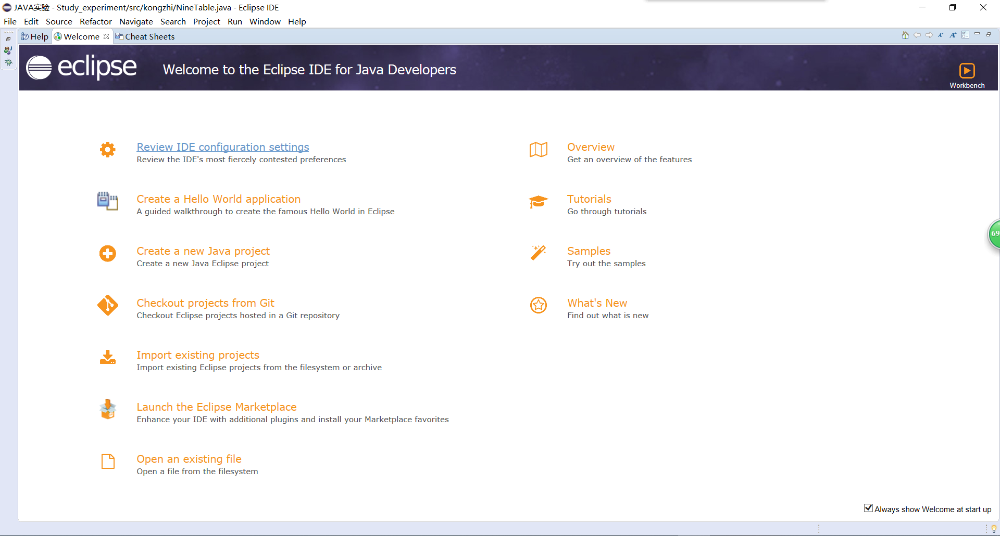 JAVA实验 - Study_experiment/src/kongzhi/NineTable.java - Eclipse IDE
File Edit Source Refactor Navigate Search Project Run Window Help
Help Welcome Cheat Sheets
eclipse Welcome to the Eclipse IDE for Java Developers
Workbench
Review IDE configuration settings
Review the IDE's most fiercely contested preferences
Create a Hello World application
A guided walkthrough to create the famous Hello World in Eclipse
Create a new Java project
Create a new Java Eclipse project
Checkout projects from Git
Checkout Eclipse projects hosted in a Git repository
Import existing projects
Import existing Eclipse projects from the filesystem or archive
Launch the Eclipse Marketplace
Enhance your IDE with additional plugins and install your Marketplace favorites
Open an existing file
Open a file from the filesystem
Overview
Get an overview of the features
Tutorials
Go through tutorials
Samples
Try out the samples
What's New
Find out what is new
69
Always show Welcome at start up